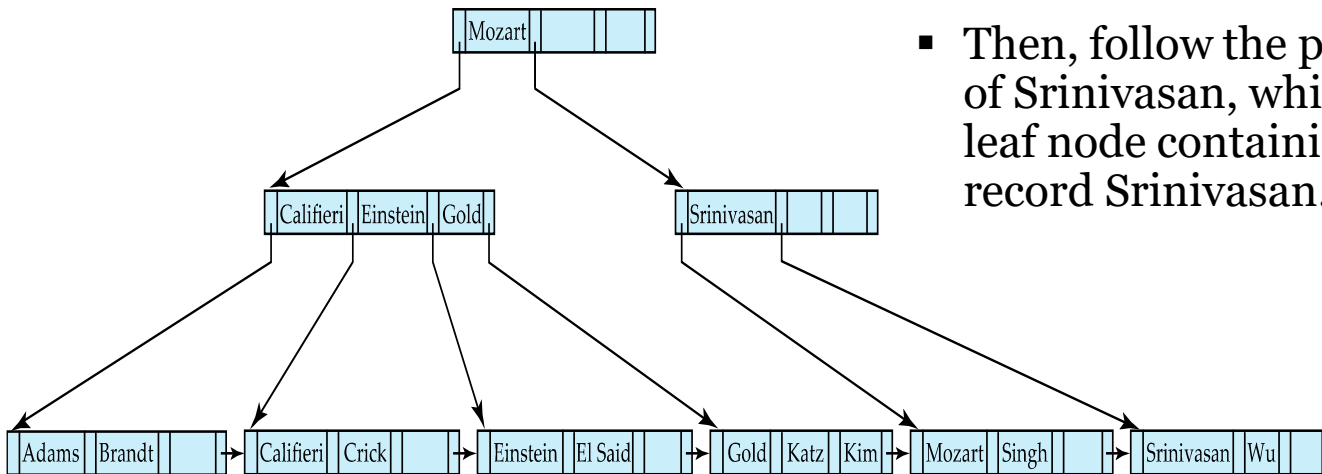 Mozart
▪ Then, follow the p
of Srinivasan, whi
leaf node containi
record Srinivasan.
Califieri Einstein Gold
Srinivasan
Adams Brandt Califieri Crick Einstein El Said Gold Katz Kim Mozart Singh Srinivasan Wu